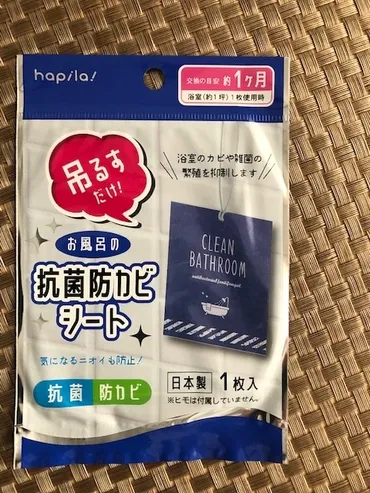 hapila!
交換の目安 約1ヶ月
浴室(約1坪)1枚使用時
吊るす
だけ!
浴室のカビや雑菌の
繁殖を抑制します
お風呂の
抗菌防カビ
シート
CLEAN
BATHROOM
気になるニオイも防止!
抗菌 防カビ
日本製 1枚入
※ヒモは付属していません。